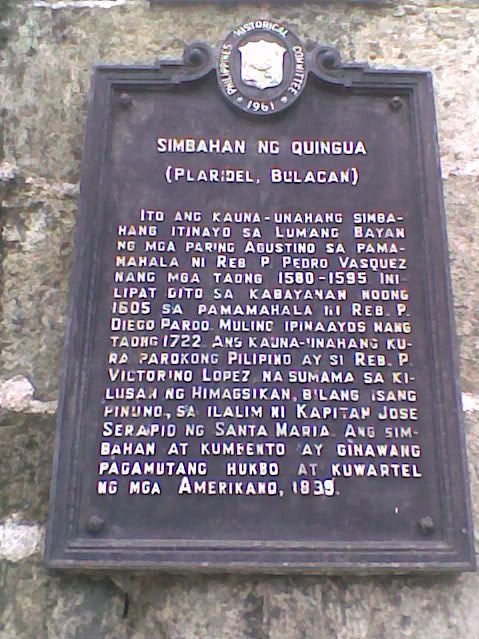 PHILIPPINES HISTORICAL COMMITTEE
1961
SIMBAHAN NG QUINGUA
(PLARIDEL, BULACAN)
ITO ANG KAUNA-UNAHANG SIMBA-
HANG ITINAYO SA LUMANG BAYAN
NG MGA PARING AGUSTINO SA PAMA-
MAHALA NI REB. P. PEDRO VASQUEZ
NANG MGA TAONG 1580-1595. INI-
LIPAT DITO SA KABAYANAN NOONG
1605 SA PAMAMAHALA NI REB. P.
DIEGO PARDO. MULING IPINAAYOS NANG
TAONG 1722. ANG KAUNA-UNAHANG KU-
RA PAROKONG PILIPINO AY SI REB. P.
VICTORINO LOPEZ, NA SUMAMA SA KI-
LUSAN NG HIMAGSIKAN, BILANG ISANG
PINUNO, SA ILALIM NI KAPITAN JOSE
SERAPIO NG SANTA MARIA. ANG SIM-
BAHAN AT KUMBENTO AY GINAWANG
PAGAMUTANG HUKBO AT KUWARTEL
NG MGA AMERIKANO,